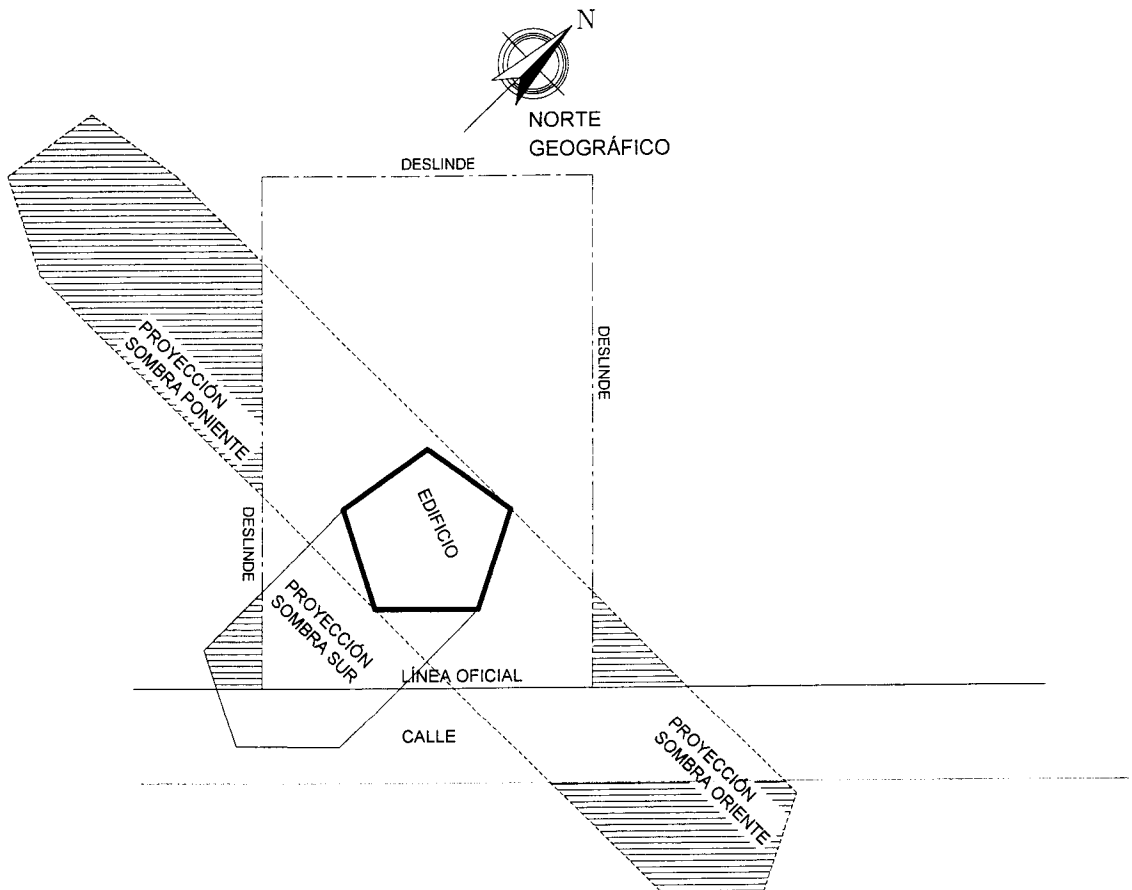 N
NORTE
GEOGRÁFICO
DESLINDE
DESLINDE
PROYECCIÓN
SOMBRA PONIENTE
EDIFICIO
DESLINDE
PROYECCIÓN
SOMBRA SUR
LÍNEA OFICIAL
CALLE
PROYECCIÓN
SOMBRA ORIENTE